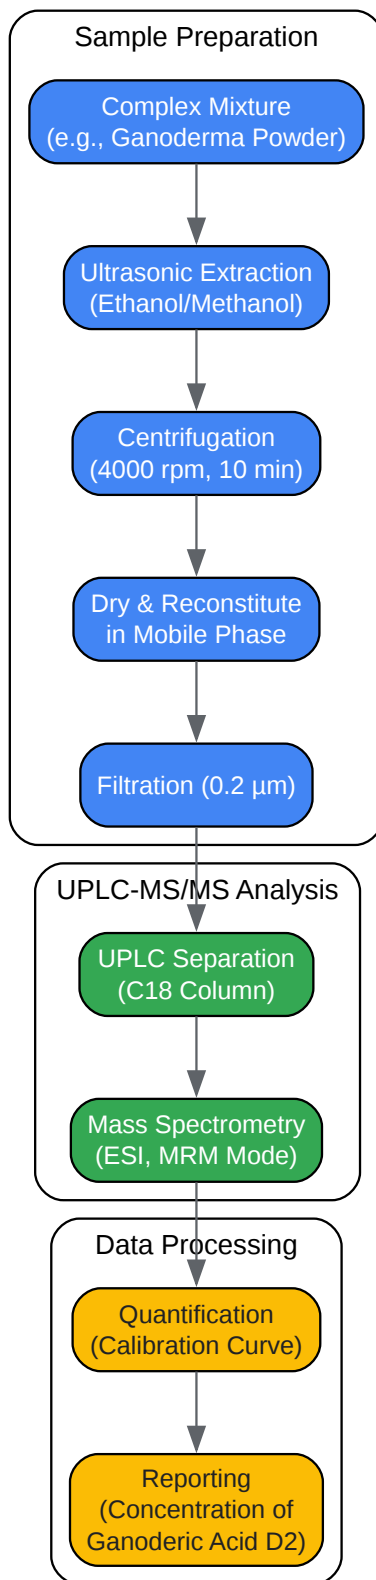 Sample Preparation
Complex Mixture
(e.g., Ganoderma Powder)
Ultrasonic Extraction
(Ethanol/Methanol)
Centrifugation
(4000 rpm, 10 min)
Dry & Reconstitute
in Mobile Phase
Filtration (0.2 µm)
UPLC-MS/MS Analysis
UPLC Separation
(C18 Column)
Mass Spectrometry
(ESI, MRM Mode)
Data Processing
Quantification
(Calibration Curve)
Reporting
(Concentration of
Ganoderic Acid D2)